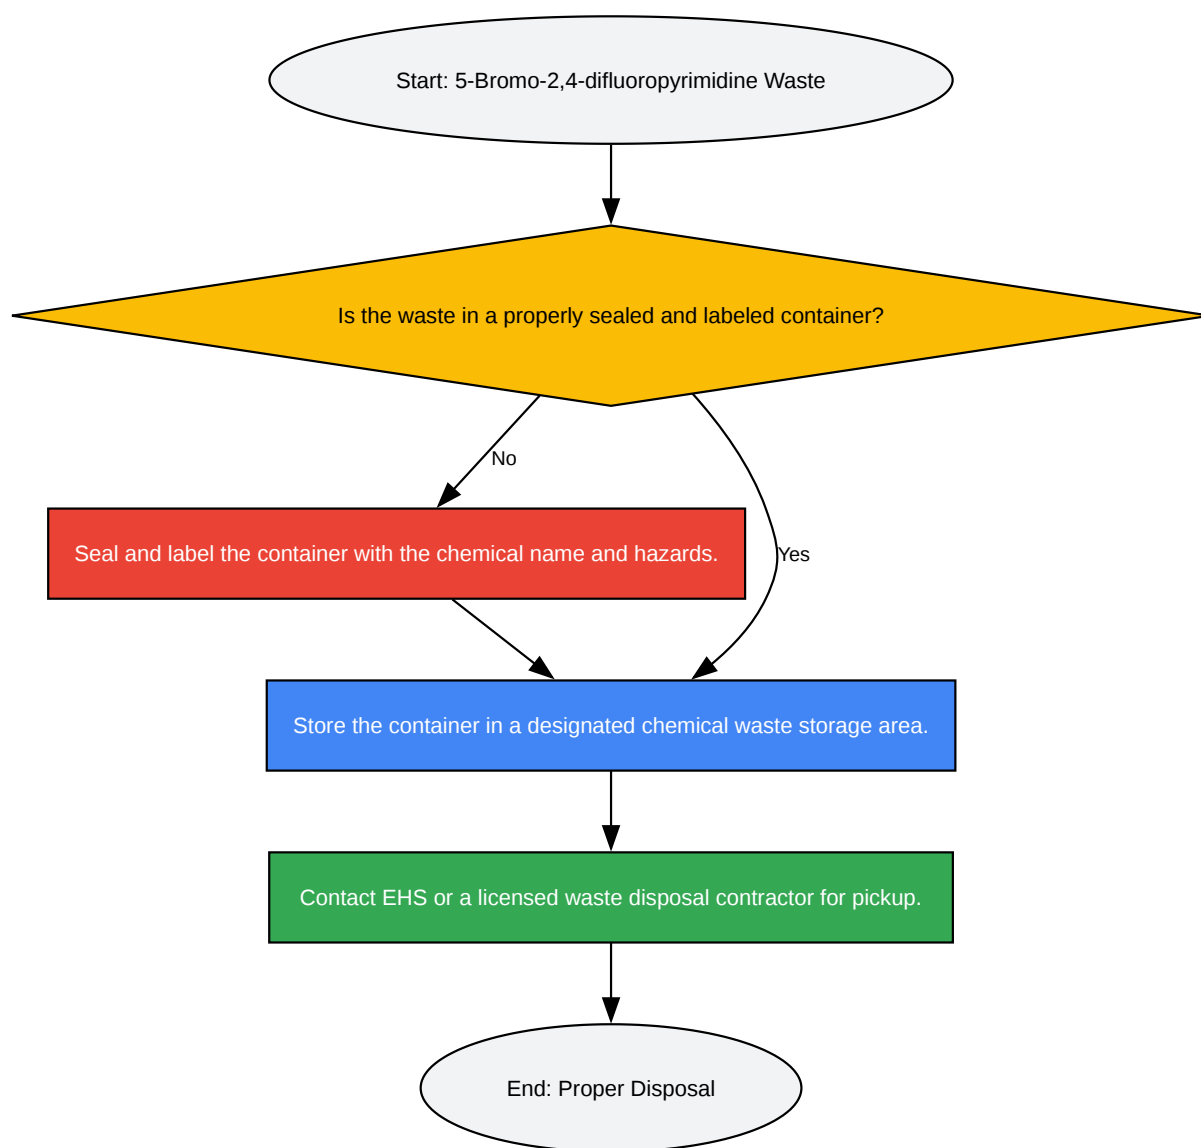 Start: 5-Bromo-2,4-difluoropyrimidine Waste
Is the waste in a properly sealed and labeled container?
No
Seal and label the container with the chemical name and hazards.
Yes
Store the container in a designated chemical waste storage area.
Contact EHS or a licensed waste disposal contractor for pickup.
End: Proper Disposal